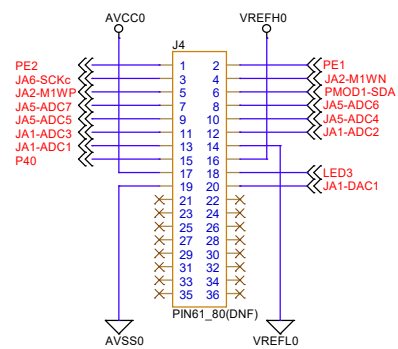 AVCC0 VREFH0
J4
PE2 1 2 PE1
JA6-SCKc 3 4 JA2-M1WN
JA2-M1WP 5 6 PMOD1-SDA
JA5-ADC7 7 8 JA5-ADC6
JA5-ADC5 9 10 JA5-ADC4
JA1-ADC3 11 12 JA1-ADC2
JA1-ADC1 13 14
P40 15 16
17 18 LED3
19 20 JA1-DAC1
21 22
23 24
25 26
27 28
29 30
31 32
33 34
35 36
PIN61_80(DNF)
AVSS0 VREFL0